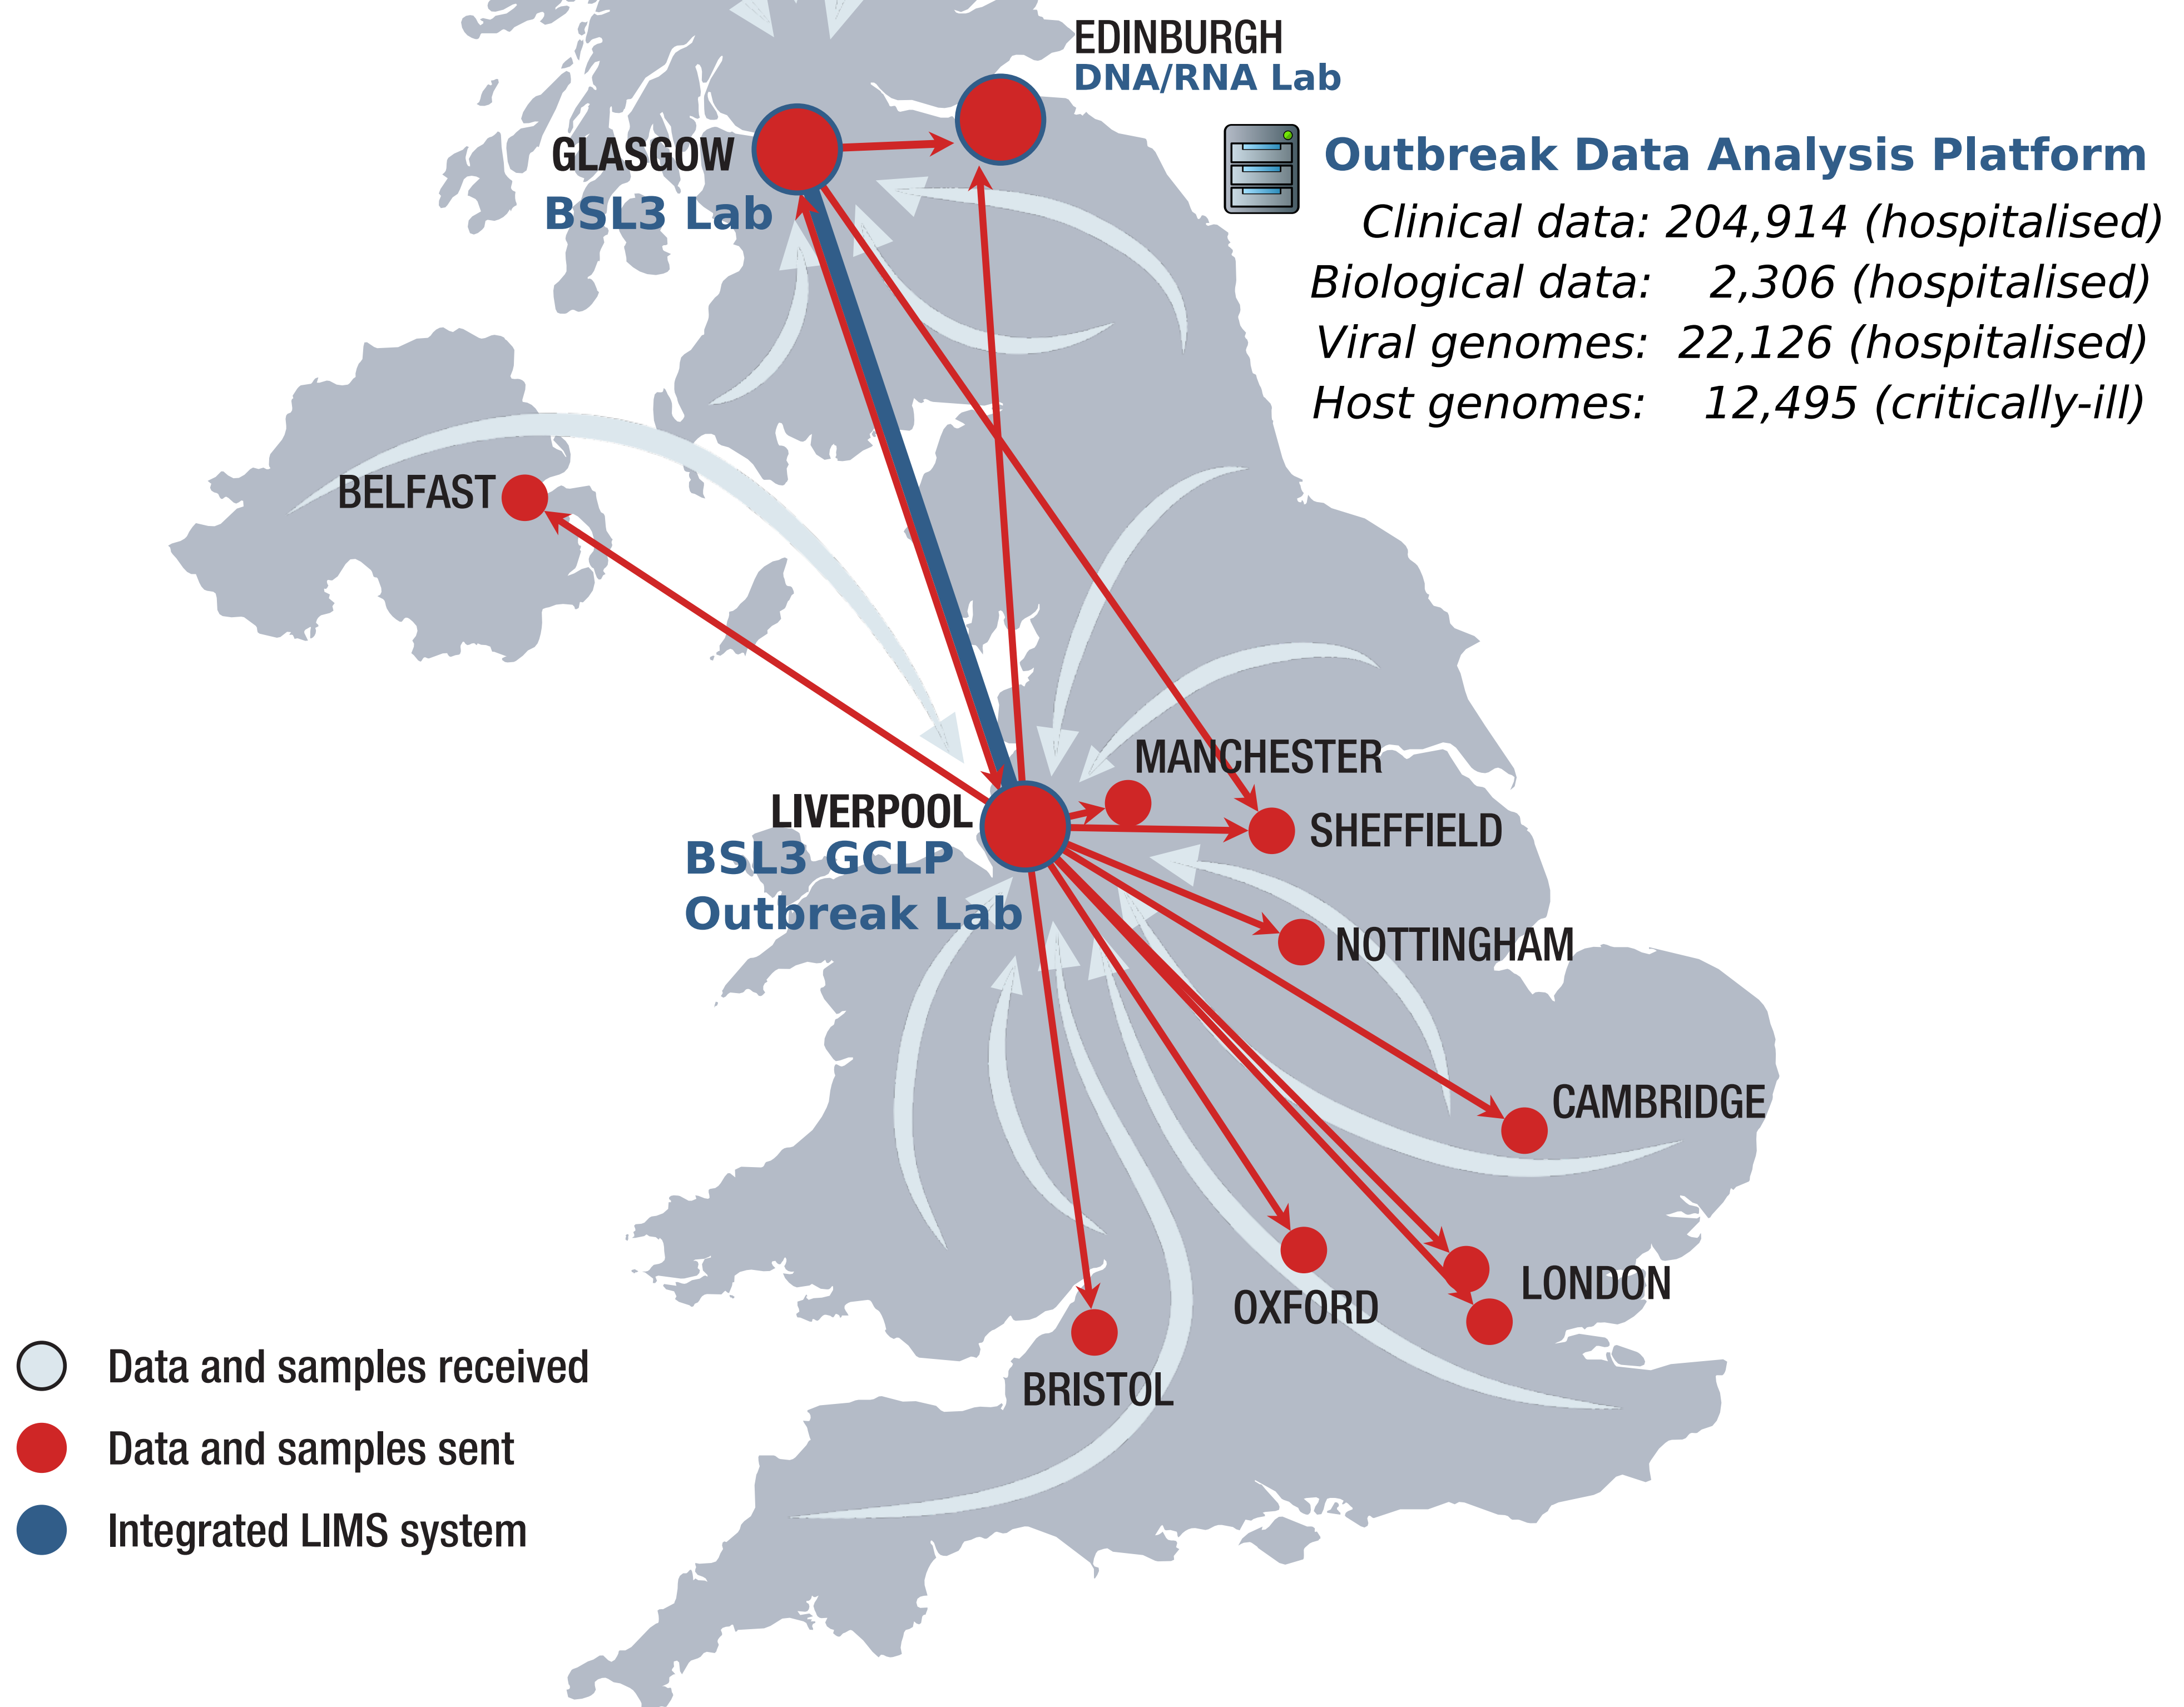 EDINBURGH
DNA/RNA Lab
GLASGOW
BSL3 Lab
Outbreak Data Analysis Platform
Clinical data: 204,914 (hospitalised)
Biological data: 2,306 (hospitalised)
Viral genomes: 22,126 (hospitalised)
Host genomes: 12,495 (critically-ill)
BELFAST
MANCHESTER
LIVERPOOL
BSL3 GCLP
Outbreak Lab
SHEFFIELD
NOTTINGHAM
CAMBRIDGE
LONDON
OXFORD
BRISTOL
Data and samples received
Data and samples sent
Integrated LIMS system